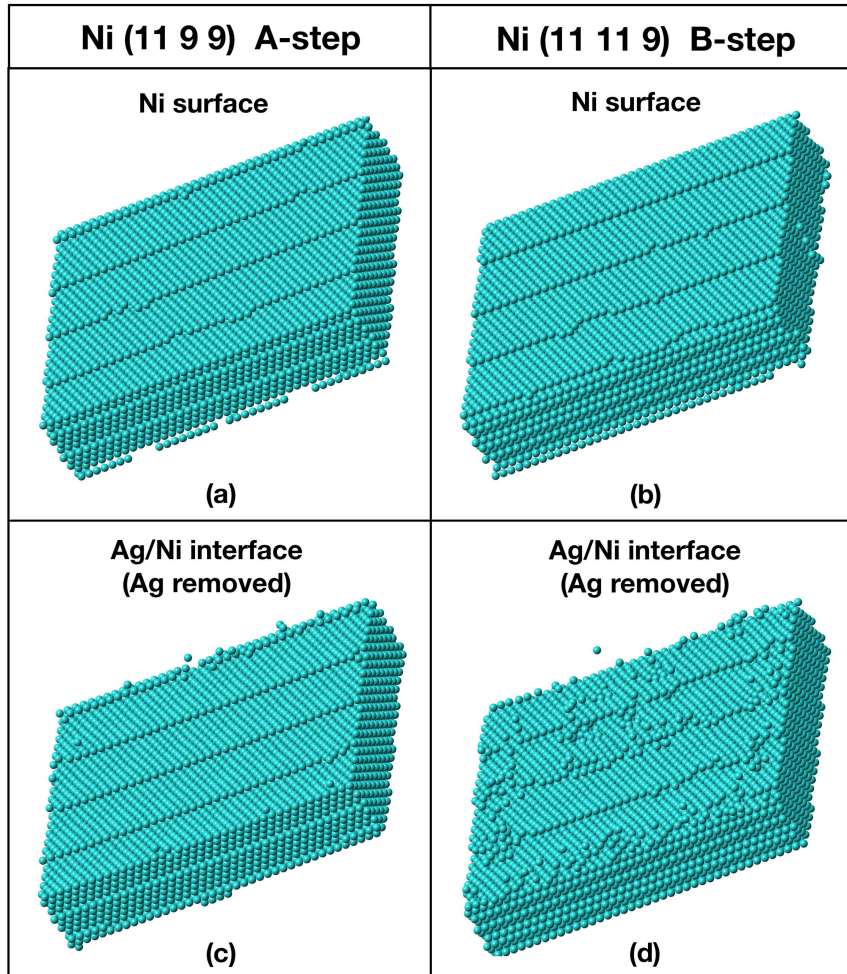 Ni (11 9 9) A-step
Ni (11 11 9) B-step
Ni surface
Ni surface
(a)
(b)
Ag/Ni interface
(Ag removed)
Ag/Ni interface
(Ag removed)
(c)
(d)